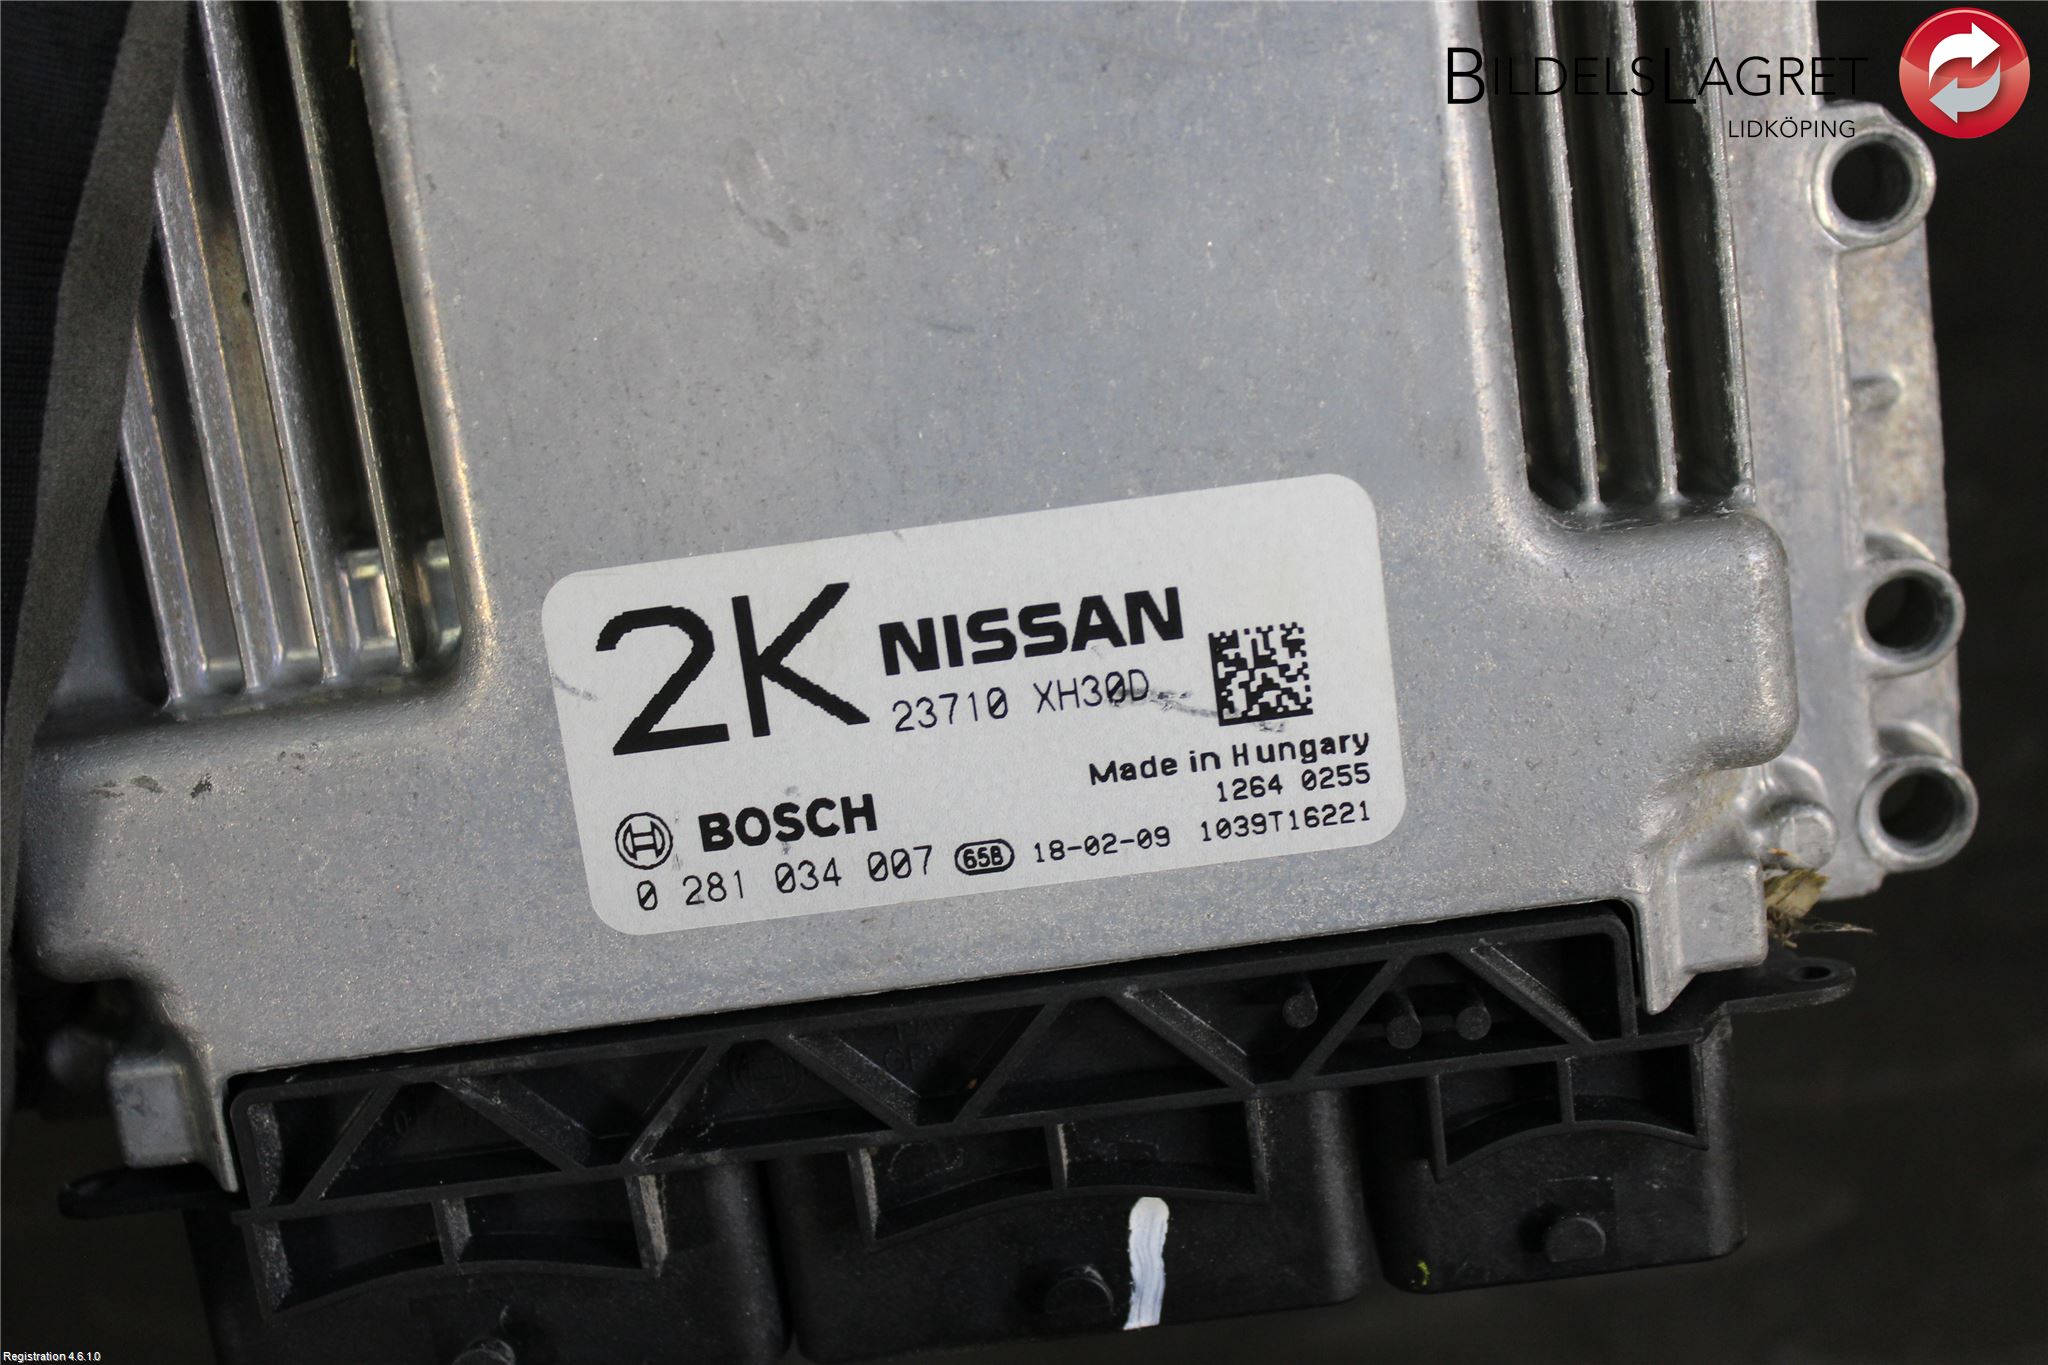 BILDELSLAGRET
LIDKÖPING
2K NISSAN
23710 XH30D
Made in Hungary
1264 0255
BOSCH
0 281 034 007 65B 18-02-09 1039T16221
Registration 4.6.1.0